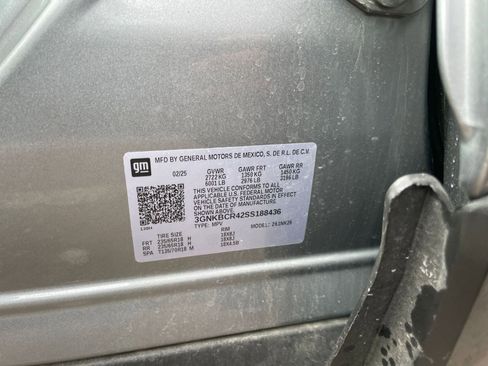 gm
MFD BY GENERAL MOTORS DE MEXICO, S. DE R.L. DE C.V.
02/25 GVWR GAWR FRT GAWR RR
2722 KG 1350 KG 1450 KG
6001 LB 2976 LB 3196 LB
THIS VEHICLE CONFORMS TO ALL
APPLICABLE U.S. FEDERAL MOTOR
VEHICLE SAFETY STANDARDS IN EFFECT
ON THE DATE OF MANUFACTURE
SHOWN ABOVE.
3GNKBCR42SS188436
TYPE: MPV MODEL:
TIRE SIZE RIM
FRT 235/65R18 H 18X8J
RR 235/65R18 H 18X8J
SPA T135/70R18 M 18X4.5B